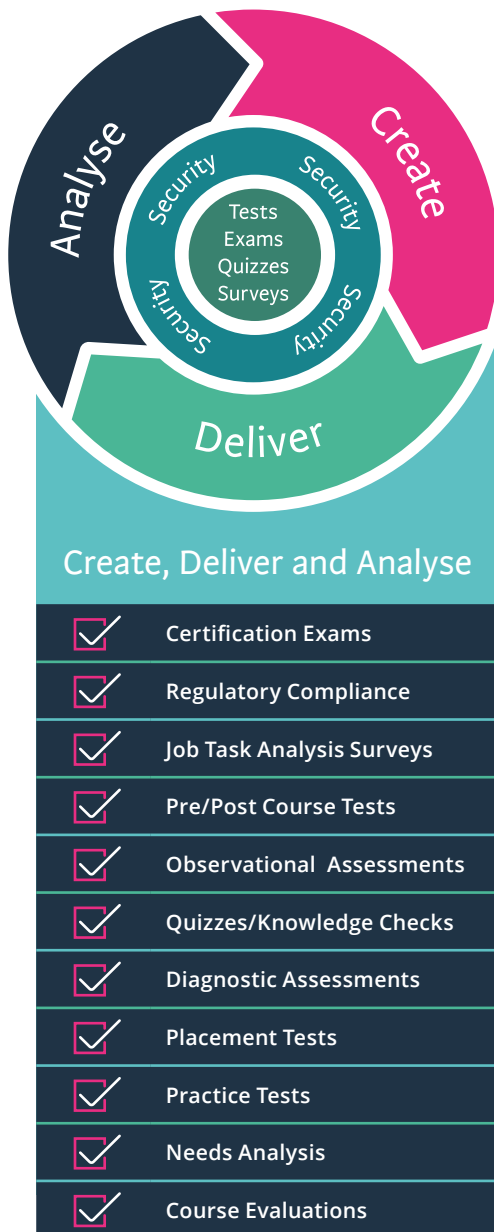 Analyse
Create
Security
Security
Security
Security
Tests
Exams
Quizzes
Surveys
Deliver
Create, Deliver and Analyse
Certification Exams
Regulatory Compliance
Job Task Analysis Surveys
Pre/Post Course Tests
Observational Assessments
Quizzes/Knowledge Checks
Diagnostic Assessments
Placement Tests
Practice Tests
Needs Analysis
Course Evaluations